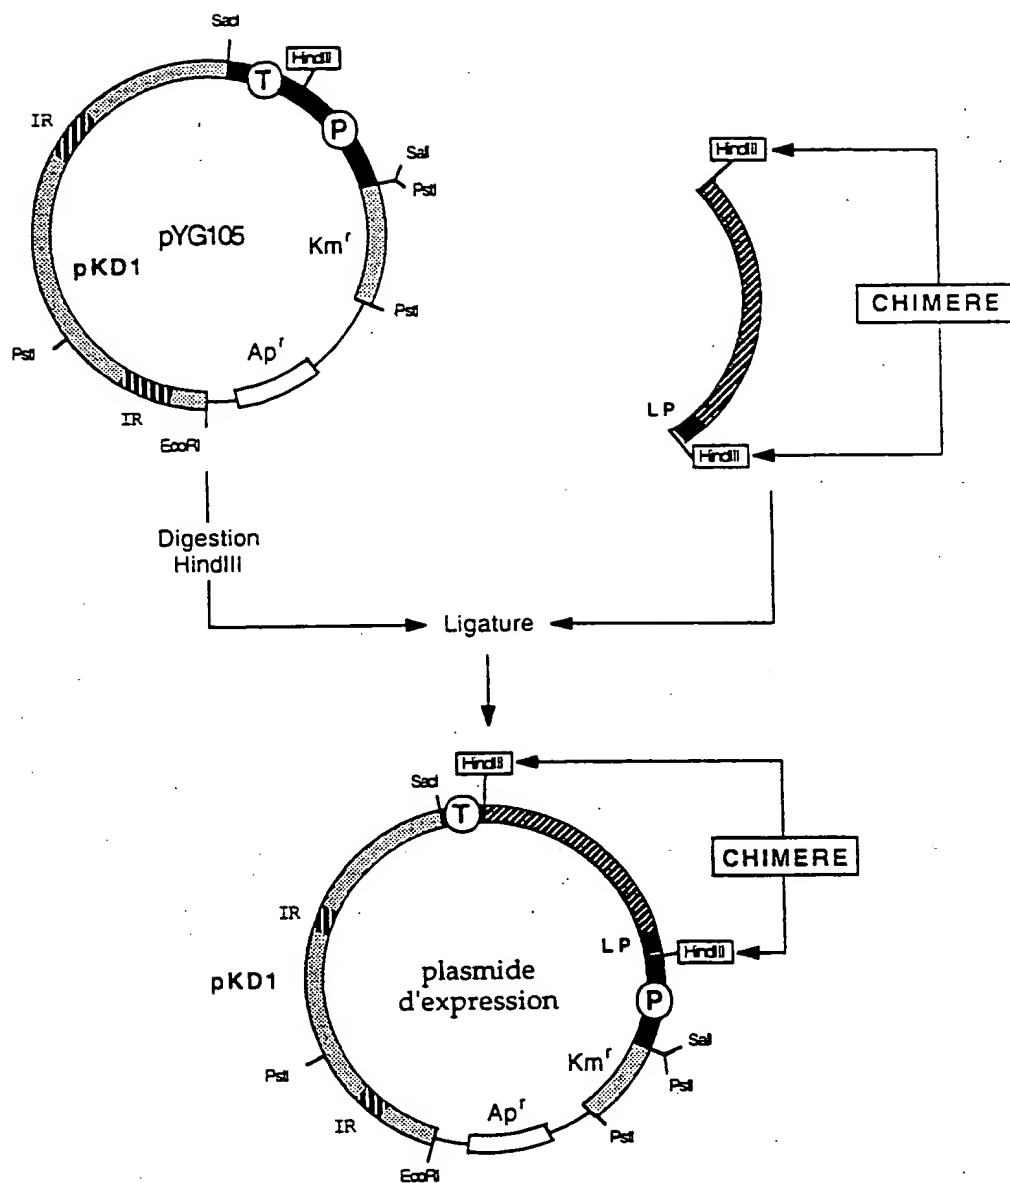 SacI
HindIII
T
IR
P
SalI
PstI
pYG105
Km^r
pKD1
PstI
PstI
Ap^r
IR
EcoRI
HindIII
CHIMERE
LP
HindIII
Digestion
HindIII
Ligature
HindIII
SacI
T
CHIMERE
IR
LP
HindIII
pKD1
plasmide
d'expression
P
SalI
Km^r
PstI
PstI
IR
Ap^r
PstI
EcoRI